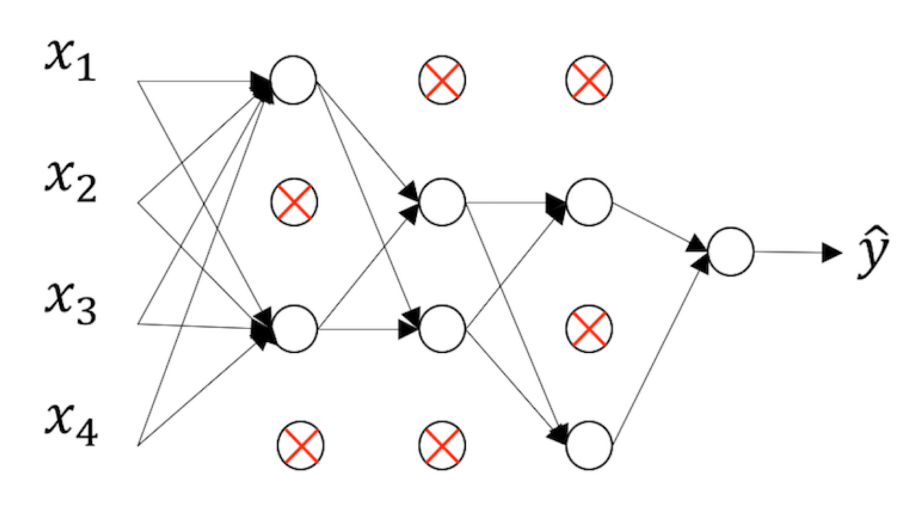 x₁
x₂
ŷ
x₃
x₄